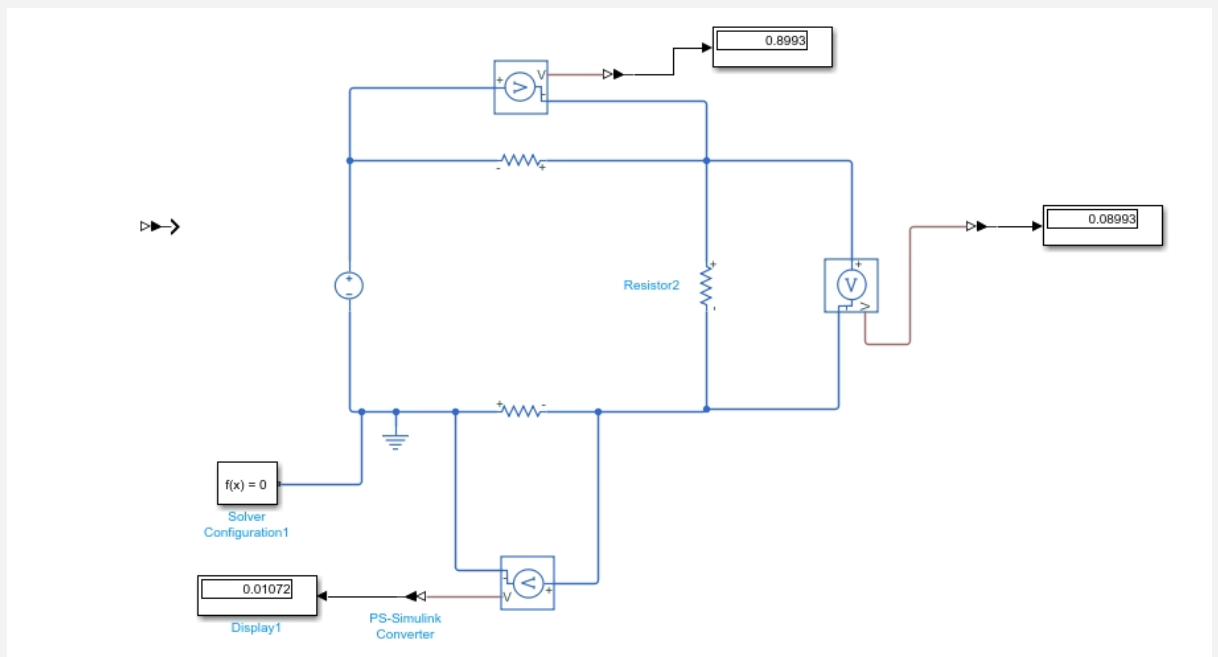 0.8993
+
V
-
- +
0.08993
+
-
Resistor2
+
-
+
V
-
V
+ -
f(x) = 0
Solver
Configuration1
0.01072
Display1
PS-Simulink
Converter
-
V
+